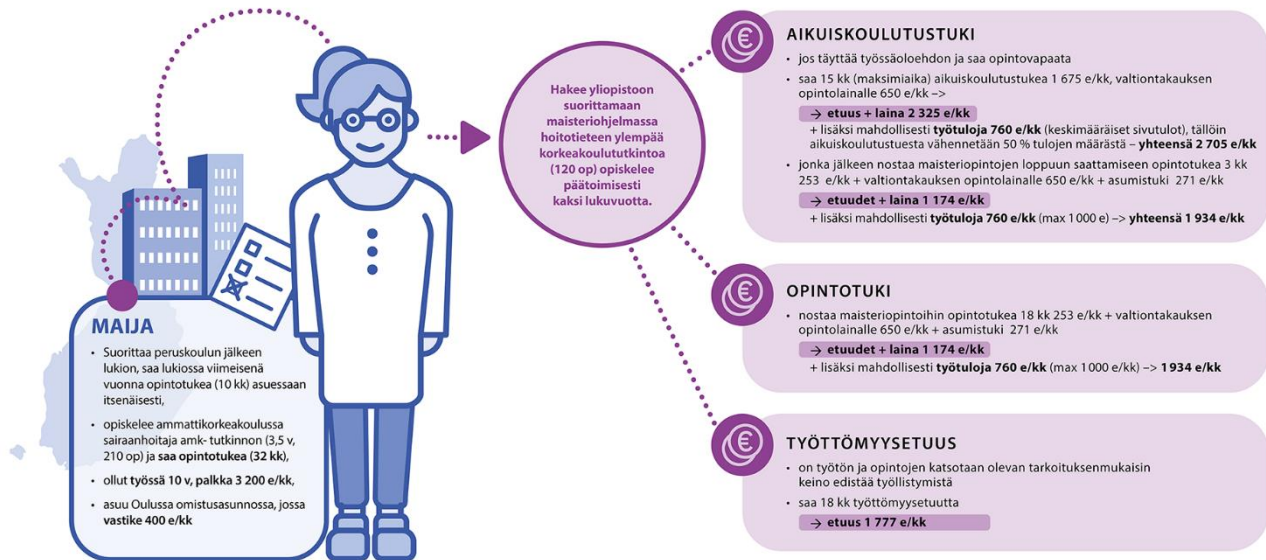 MAIJA
• Suorittaa peruskoulun jälkeen
lukion, saa lukiossa viimeisenä
vuonna opintotukea (10 kk) asuessaan
itsenäisesti,
• opiskelee ammattikorkeakoulussa
sairaanhoitaja amk- tutkinnon (3,5 v,
210 op) ja saa opintotukea (32 kk),
• ollut työssä 10 v, palkka 3 200 e/kk,
• asuu Oulussa omistusasunnossa, jossa
vastike 400 e/kk
Hakee yliopistoon
suorittamaan
maisteriohjelmassa
hoitotieteen ylempää
korkeakoulututkintoa
(120 op) opiskelee
päätoimisesti
kaksi lukuvuotta.
AIKUISKOULUTUSTUKI
• jos täyttää työssäoloehdon ja saa opintovapaata
• saa 15 kk (maksimiaika) aikuiskoulutustukea 1 675 e/kk, valtiontakauksen
opintolainalle 650 e/kk –>
→ etuus + laina 2 325 e/kk
+ lisäksi mahdollisesti työtuloja 760 e/kk (keskimääräiset sivutulot), tällöin
aikuiskoulutustuesta vähennetään 50 % tulojen määrästä – yhteensä 2 705 e/kk
• jonka jälkeen nostaa maisteriopintojen loppuun saattamiseen opintotukea 3 kk
253 e/kk + valtiontakauksen opintolainalle 650 e/kk + asumistuki 271 e/kk
→ etuudet + laina 1 174 e/kk
+ lisäksi mahdollisesti työtuloja 760 e/kk (max 1 000 e) –> yhteensä 1 934 e/kk
OPINTOTUKI
• nostaa maisteriopintoihin opintotukea 18 kk 253 e/kk + valtiontakauksen
opintolainalle 650 e/kk + asumistuki 271 e/kk
→ etuudet + laina 1 174 e/kk
+ lisäksi mahdollisesti työtuloja 760 e/kk (max 1 000 e/kk) –> 1 934 e/kk
TYÖTTÖMYYSETUUS
• on työtön ja opintojen katsotaan olevan tarkoituksenmukaisin
keino edistää työllistymistä
• saa 18 kk työttömyysetuutta
→ etuus 1 777 e/kk